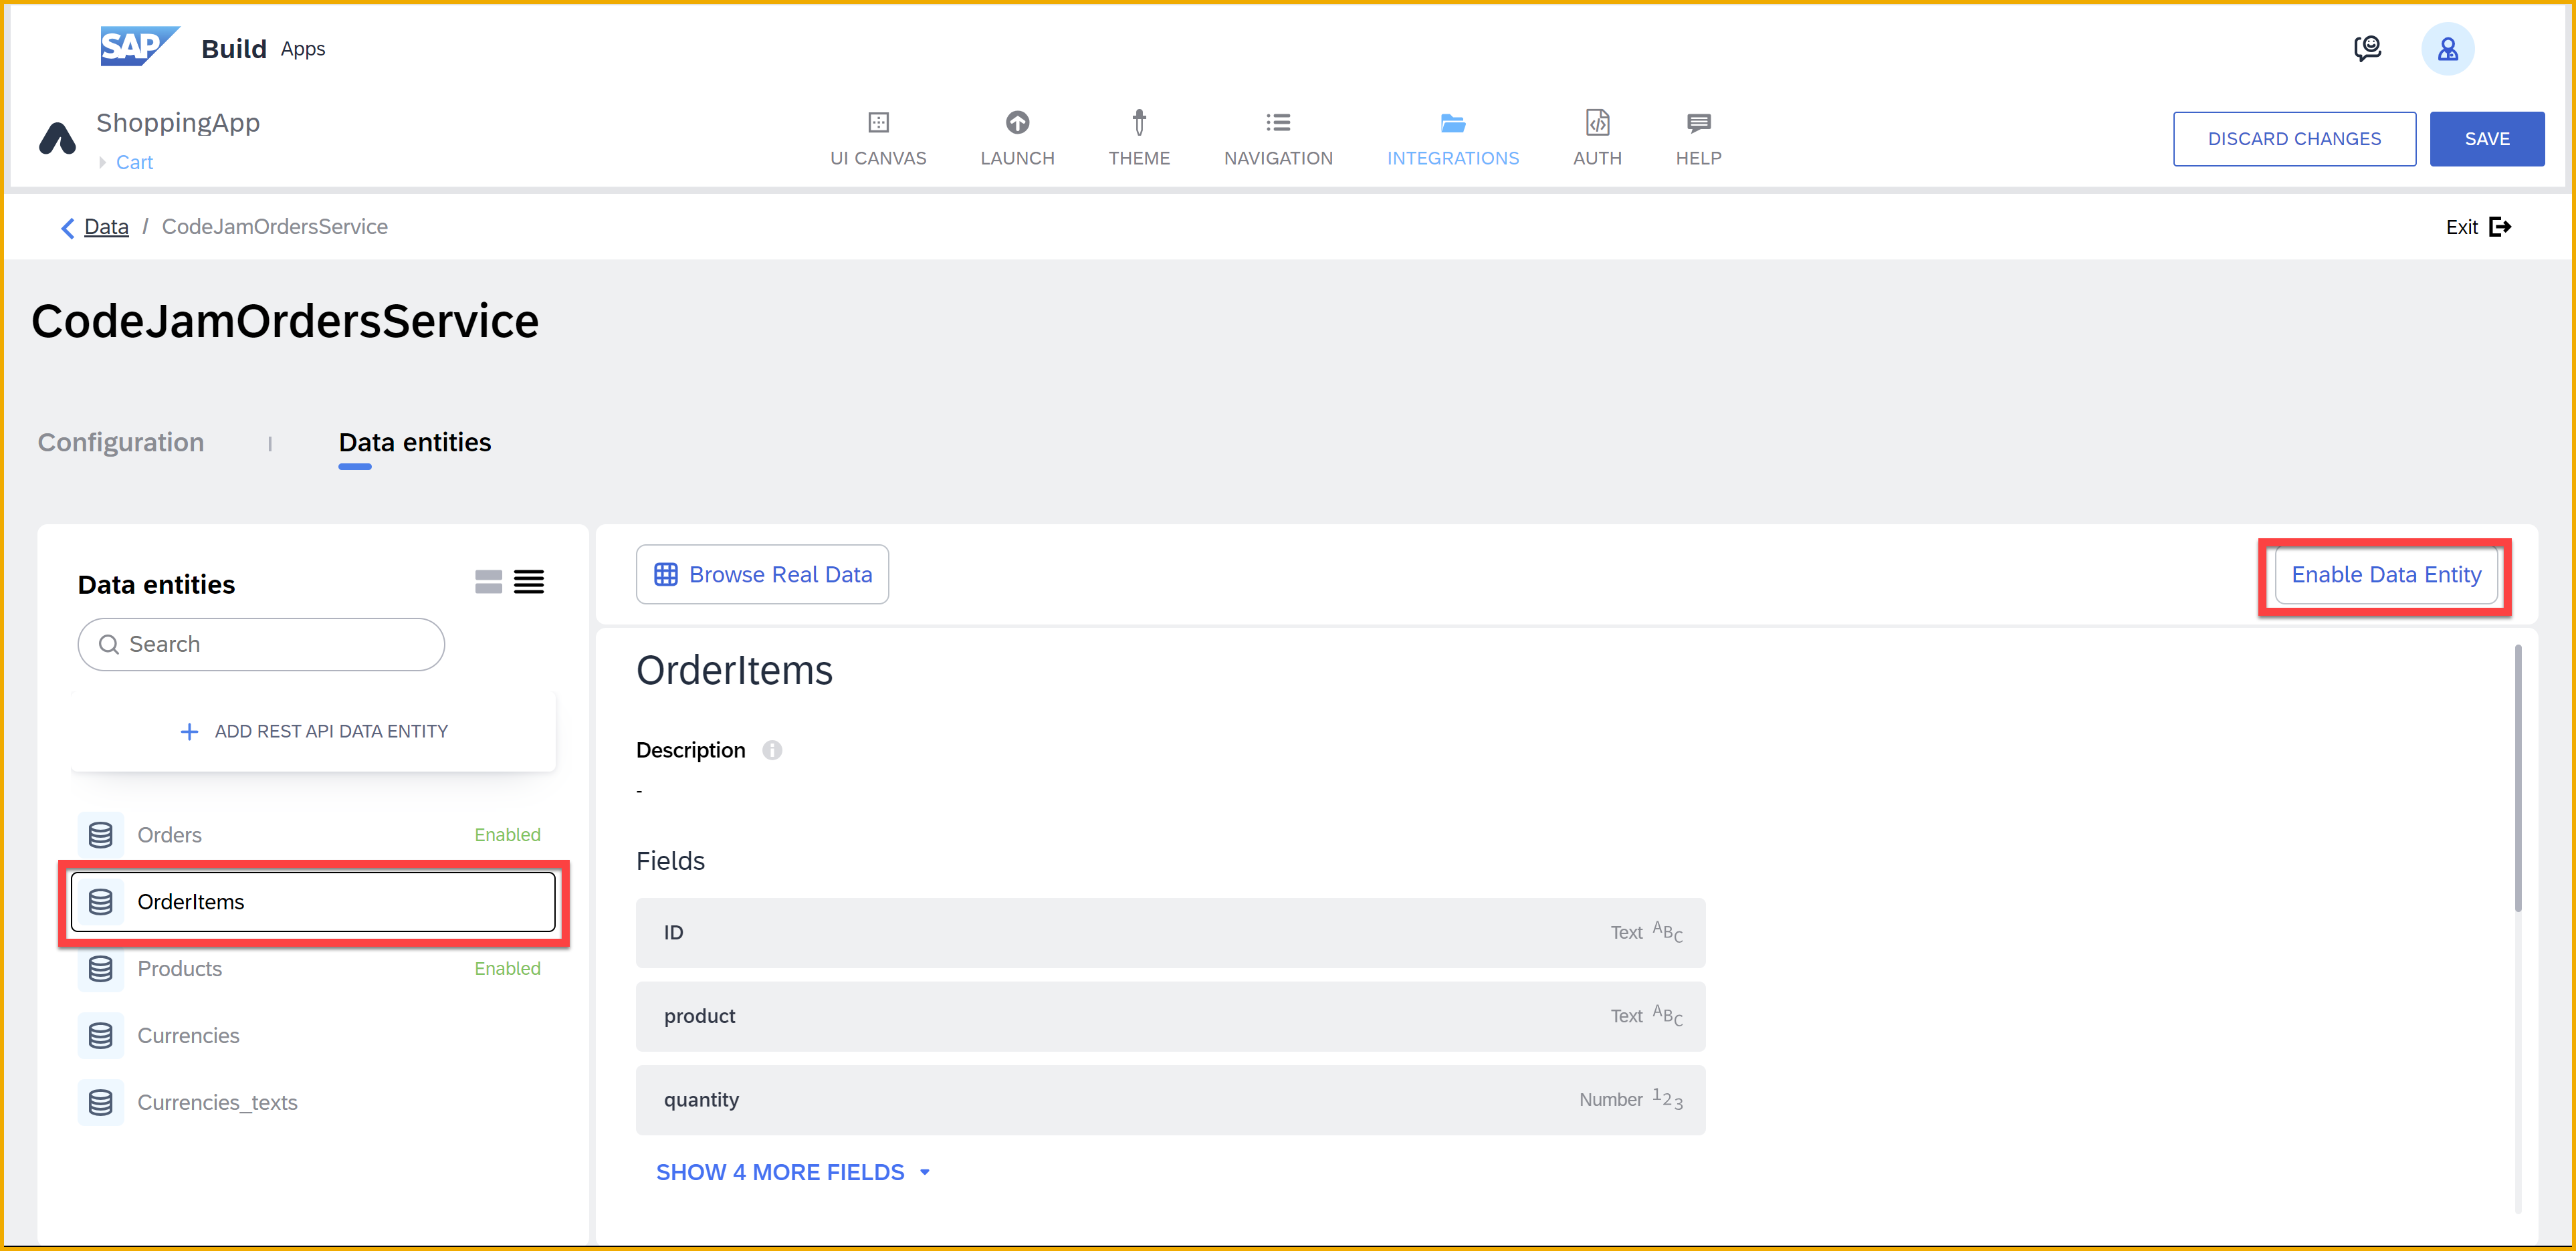 SAP Build Apps
ShoppingApp
Cart
UI CANVAS
LAUNCH
THEME
NAVIGATION
INTEGRATIONS
AUTH
HELP
DISCARD CHANGES
SAVE
Data / CodeJamOrdersService
Exit
CodeJamOrdersService
Configuration
Data entities
Data entities
Search
+ ADD REST API DATA ENTITY
Orders Enabled
OrderItems
Products Enabled
Currencies
Currencies_texts
Browse Real Data
Enable Data Entity
OrderItems
Description i
-
Fields
ID Text ABC
product Text ABC
quantity Number 123
SHOW 4 MORE FIELDS